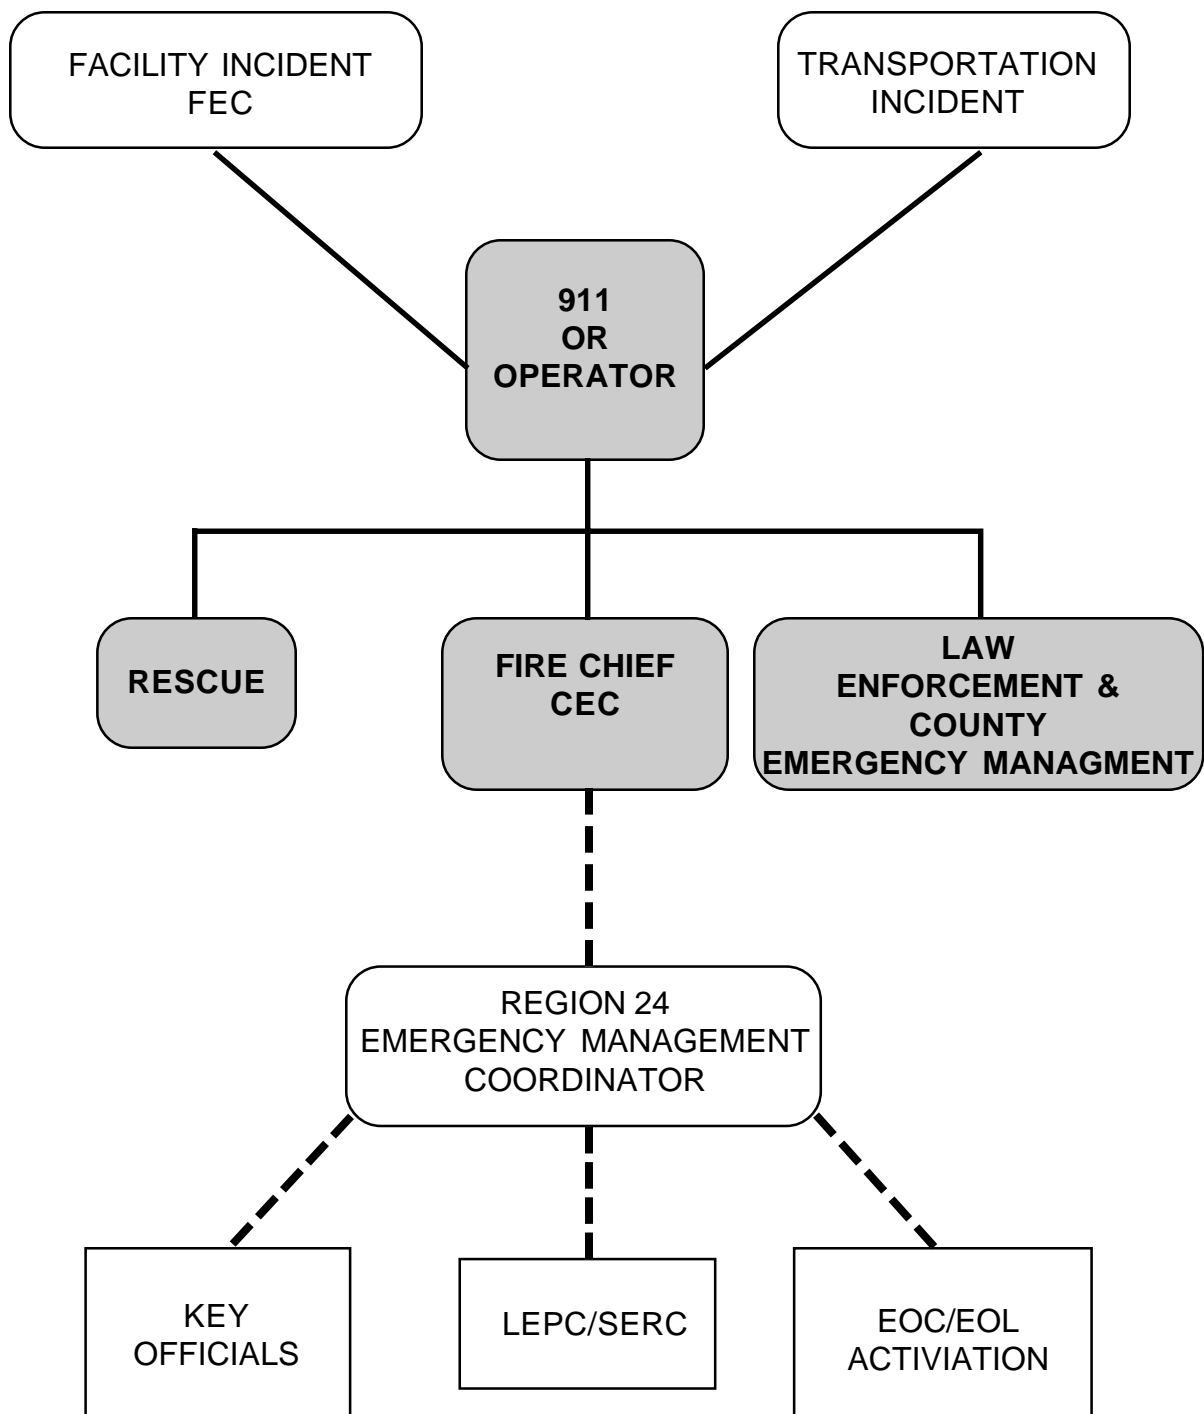 FACILITY INCIDENT
FEC
TRANSPORTATION
INCIDENT
911
OR
OPERATOR
RESCUE
FIRE CHIEF
CEC
LAW
ENFORCEMENT &
COUNTY
EMERGENCY MANAGMENT
REGION 24
EMERGENCY MANAGEMENT
COORDINATOR
KEY
OFFICIALS
LEPC/SERC
EOC/EOL
ACTIVIATION